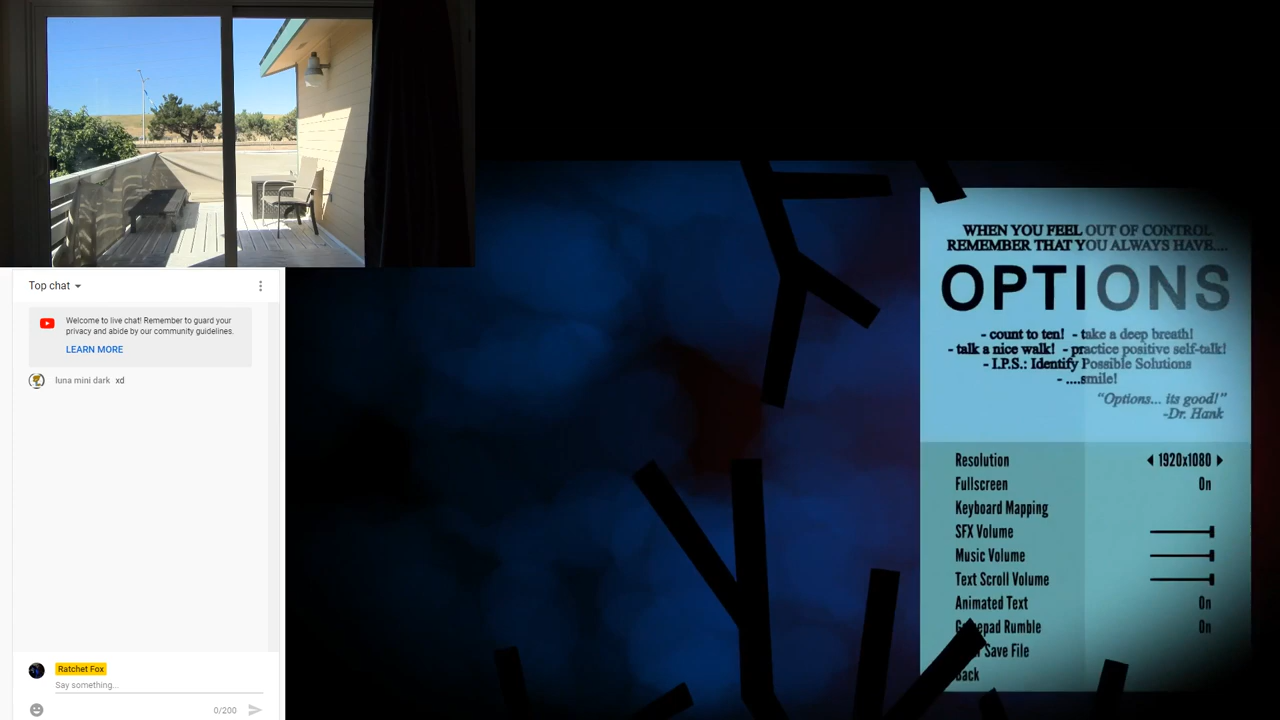 Top chat
Welcome to live chat! Remember to guard your
privacy and abide by our community guidelines.
LEARN MORE
luna mini dark xd
Ratchet Fox
Say something...
0/200
WHEN YOU FEEL OUT OF CONTROL
REMEMBER THAT YOU ALWAYS HAVE....
OPTIONS
- count to ten! - take a deep breath!
- talk a nice walk! - practice positive self-talk!
- I.P.S.: Identify Possible Solutions
- ....smile!
“Options... its good!”
-Dr. Hank
Resolution 1920x1080
Fullscreen On
Keyboard Mapping
SFX Volume
Music Volume
Text Scroll Volume
Animated Text On
Rumble On
Save File
Back